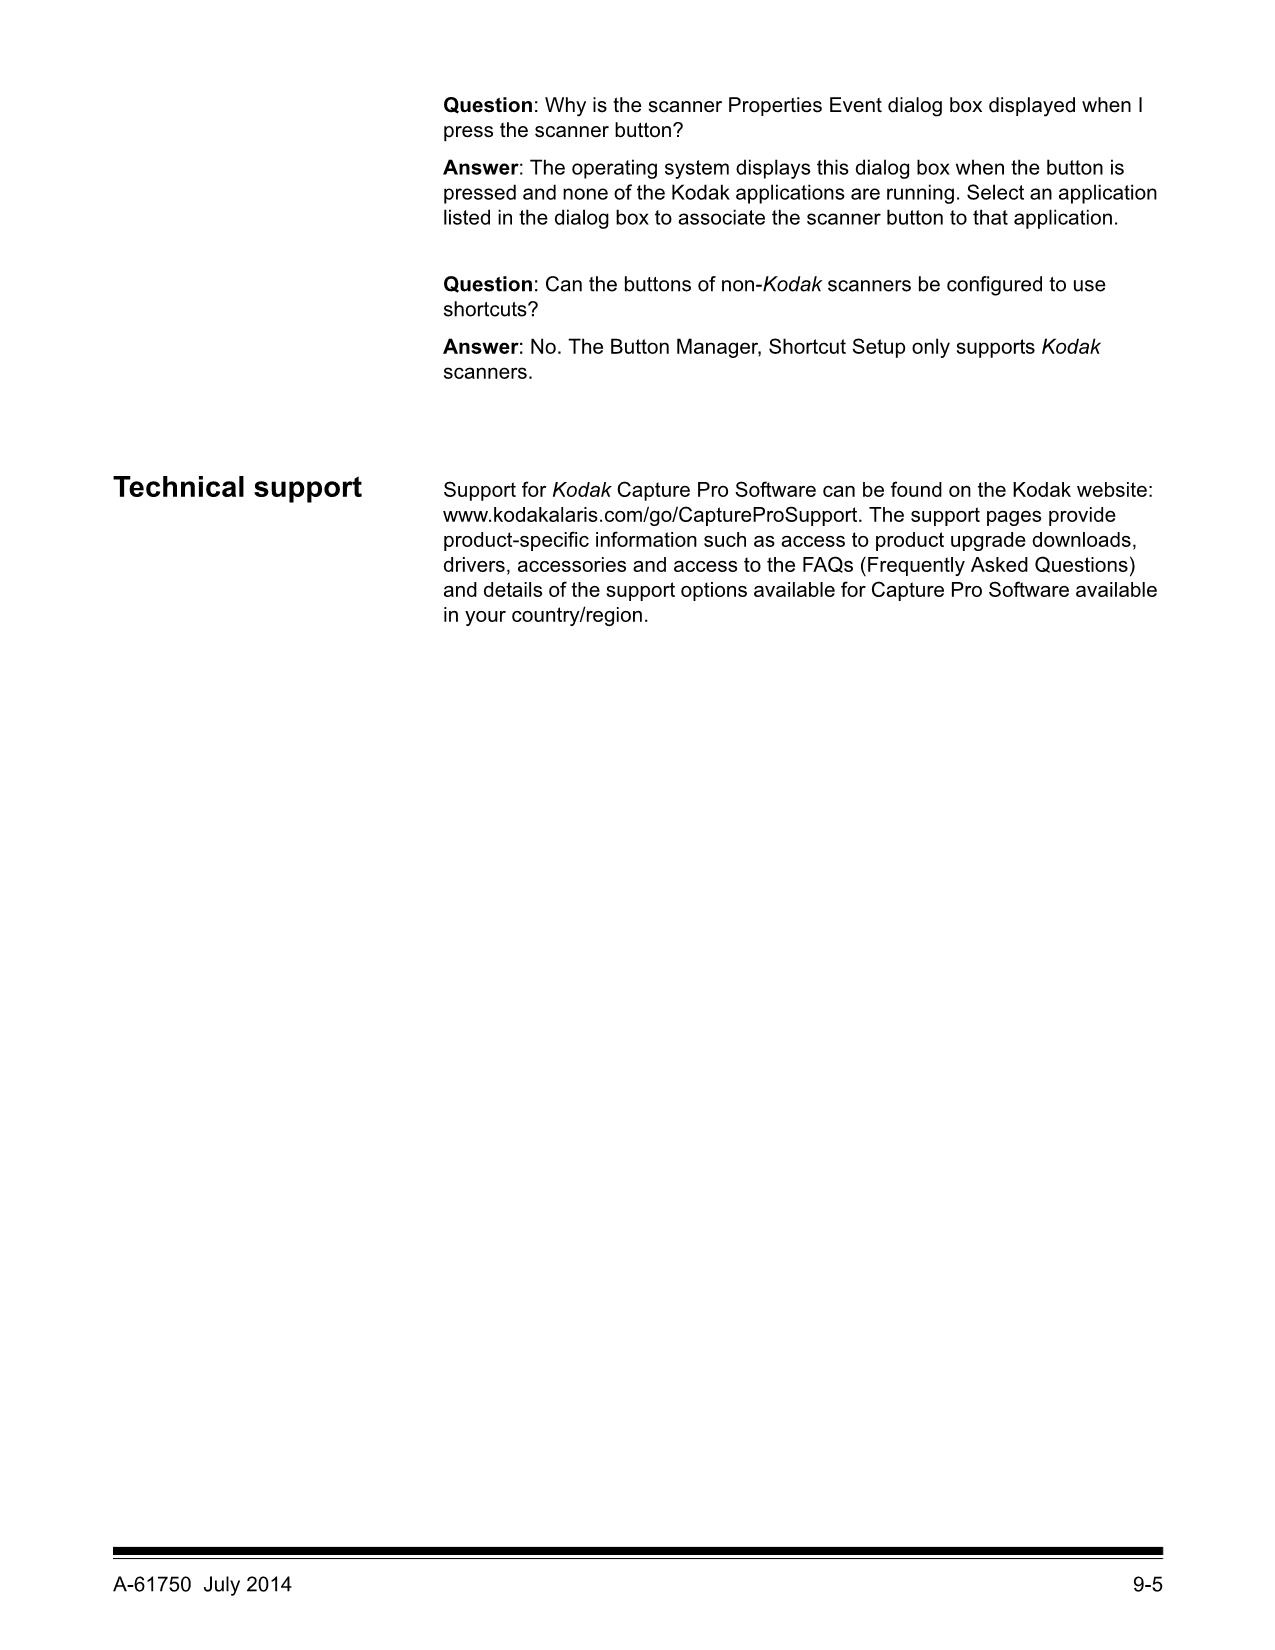 Question: Why is the scanner Properties Event dialog box displayed when I
press the scanner button?
Answer: The operating system displays this dialog box when the button is
pressed and none of the Kodak applications are running. Select an application
listed in the dialog box to associate the scanner button to that application.
Question: Can the buttons of non-Kodak scanners be configured to use
shortcuts?
Answer: No. The Button Manager, Shortcut Setup only supports Kodak
scanners.
Technical support
Support for Kodak Capture Pro Software can be found on the Kodak website:
www.kodakalaris.com/go/CaptureProSupport. The support pages provide
product-specific information such as access to product upgrade downloads,
drivers, accessories and access to the FAQs (Frequently Asked Questions)
and details of the support options available for Capture Pro Software available
in your country/region.
A-61750 July 2014
9-5